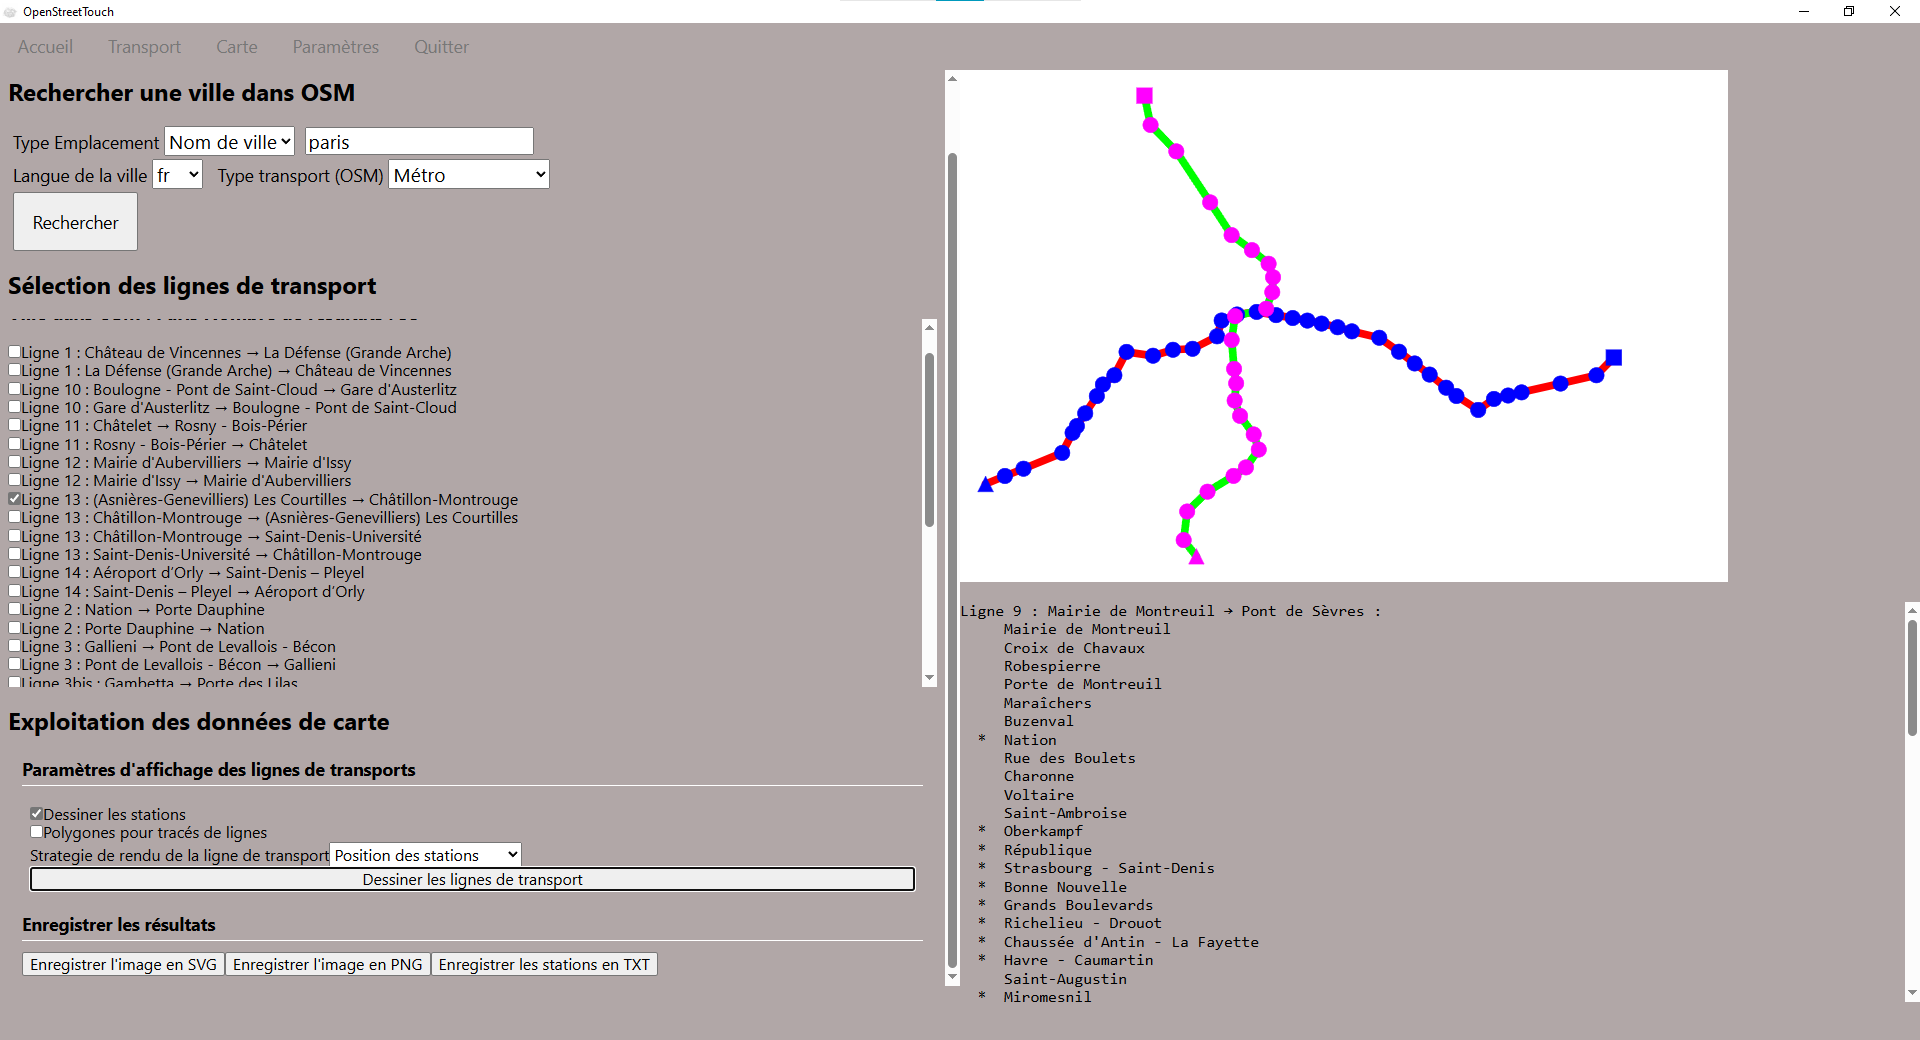 OpenStreetTouch
Accueil Transport Carte Paramètres Quitter
Rechercher une ville dans OSM
Type Emplacement Nom de ville paris
Langue de la ville fr Type transport (OSM) Métro
Rechercher
Sélection des lignes de transport
Ligne 1 : Château de Vincennes → La Défense (Grande Arche)
Ligne 1 : La Défense (Grande Arche) → Château de Vincennes
Ligne 10 : Boulogne - Pont de Saint-Cloud → Gare d'Austerlitz
Ligne 10 : Gare d'Austerlitz → Boulogne - Pont de Saint-Cloud
Ligne 11 : Châtelet → Rosny - Bois-Périer
Ligne 11 : Rosny - Bois-Périer → Châtelet
Ligne 12 : Mairie d'Aubervilliers → Mairie d'Issy
Ligne 12 : Mairie d'Issy → Mairie d'Aubervilliers
Ligne 13 : (Asnières-Genevilliers) Les Courtilles → Châtillon-Montrouge
Ligne 13 : Châtillon-Montrouge → (Asnières-Genevilliers) Les Courtilles
Ligne 13 : Châtillon-Montrouge → Saint-Denis-Université
Ligne 13 : Saint-Denis-Université → Châtillon-Montrouge
Ligne 14 : Aéroport d’Orly → Saint-Denis – Pleyel
Ligne 14 : Saint-Denis – Pleyel → Aéroport d’Orly
Ligne 2 : Nation → Porte Dauphine
Ligne 2 : Porte Dauphine → Nation
Ligne 3 : Gallieni → Pont de Levallois - Bécon
Ligne 3 : Pont de Levallois - Bécon → Gallieni
Ligne 3bis : Gambetta → Porte des Lilas
Exploitation des données de carte
Paramètres d'affichage des lignes de transports
Dessiner les stations
Polygones pour tracés de lignes
Strategie de rendu de la ligne de transport Position des stations
Dessiner les lignes de transport
Enregistrer les résultats
Enregistrer l'image en SVG Enregistrer l'image en PNG Enregistrer les stations en TXT
Ligne 9 : Mairie de Montreuil → Pont de Sèvres :
Mairie de Montreuil
Croix de Chavaux
Robespierre
Porte de Montreuil
Maraîchers
Buzenval
* Nation
Rue des Boulets
Charonne
Voltaire
Saint-Ambroise
* Oberkampf
* République
* Strasbourg - Saint-Denis
* Bonne Nouvelle
* Grands Boulevards
* Richelieu - Drouot
* Chaussée d'Antin - La Fayette
* Havre - Caumartin
Saint-Augustin
* Miromesnil